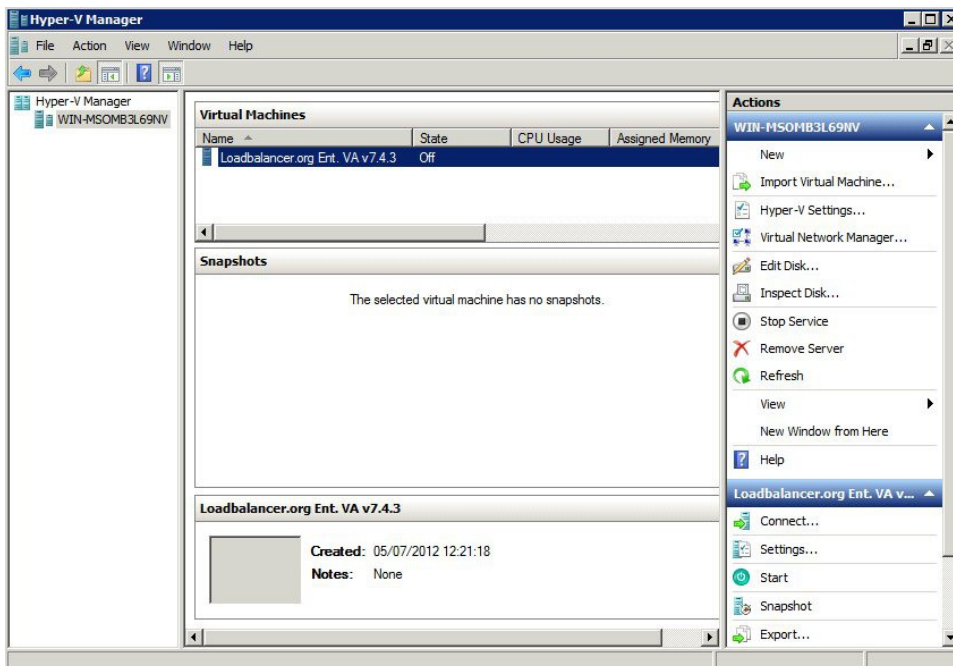 Hyper-V Manager
File Action View Window Help
Hyper-V Manager
WIN-MSOMB3L69NV
Virtual Machines
Name State CPU Usage Assigned Memory
Loadbalancer.org Ent. VA v7.4.3 Off
Snapshots
The selected virtual machine has no snapshots.
Loadbalancer.org Ent. VA v7.4.3
Created: 05/07/2012 12:21:18
Notes: None
Actions
WIN-MSOMB3L69NV
New
Import Virtual Machine...
Hyper-V Settings...
Virtual Network Manager...
Edit Disk...
Inspect Disk...
Stop Service
Remove Server
Refresh
View
New Window from Here
Help
Loadbalancer.org Ent. VA v...
Connect...
Settings...
Start
Snapshot
Export...